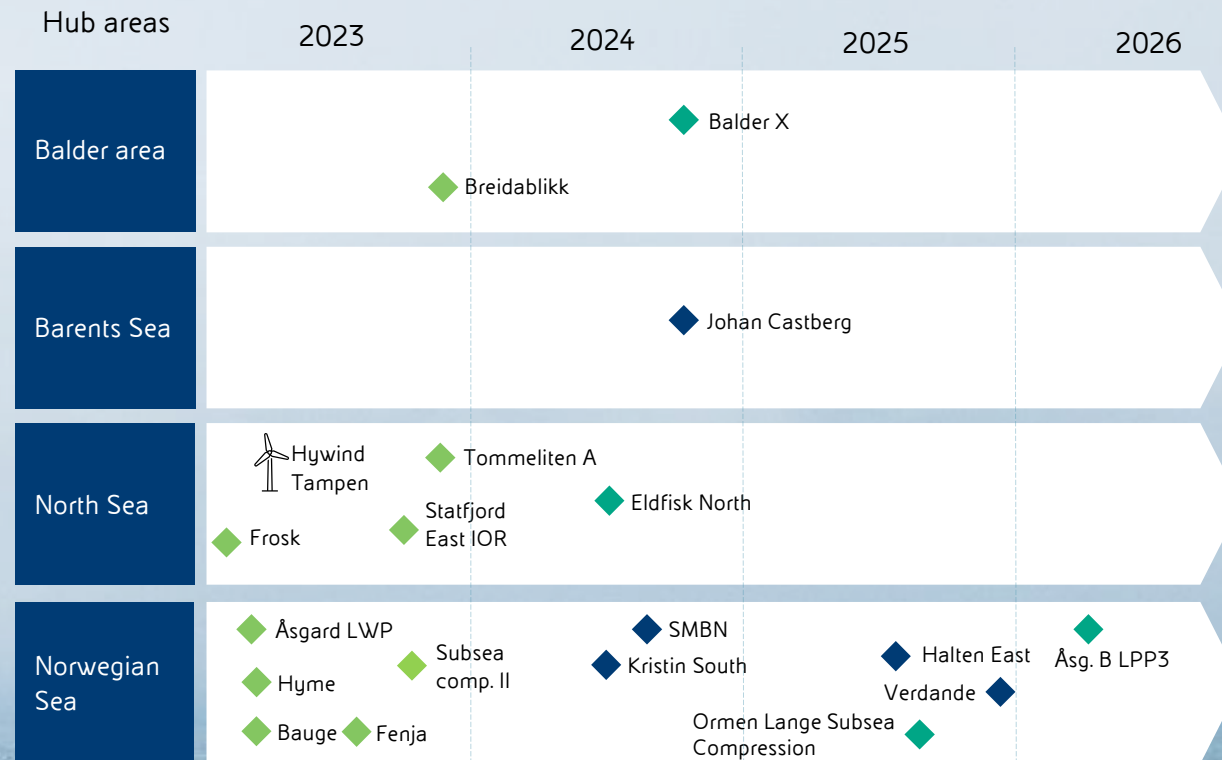 Hub areas
2023
2024
2025
2026
Balder area
Balder X
Breidablikk
Barents Sea
Johan Castberg
North Sea
Hywind
Tampen
Tommeliten A
Eldfisk North
Statfjord
East IOR
Frosk
Norwegian
Sea
Åsgard LWP
SMBN
Subsea
comp. II
Kristin South
Halten East
Åsg. B LPP3
Hyme
Verdande
Bauge
Fenja
Ormen Lange Subsea
Compression